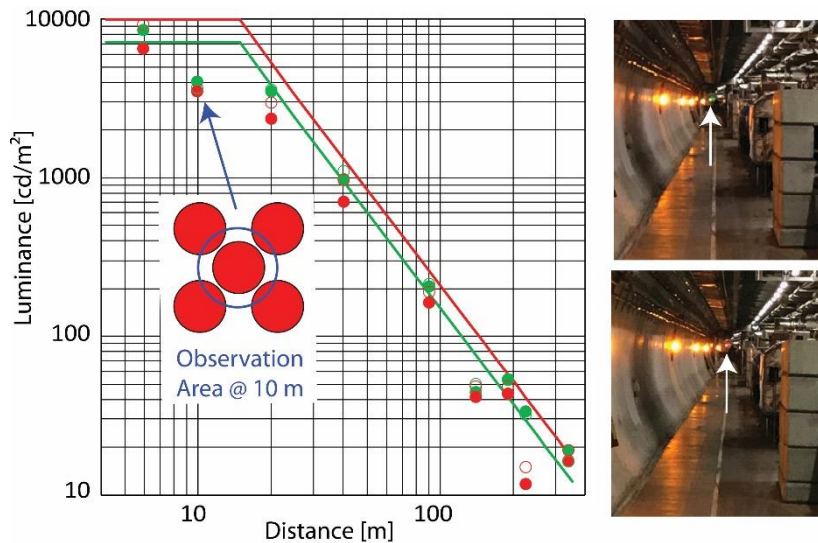 10000
1000
100
10
Luminance [cd/m²]
Observation
Area @ 10 m
10
100
Distance [m]